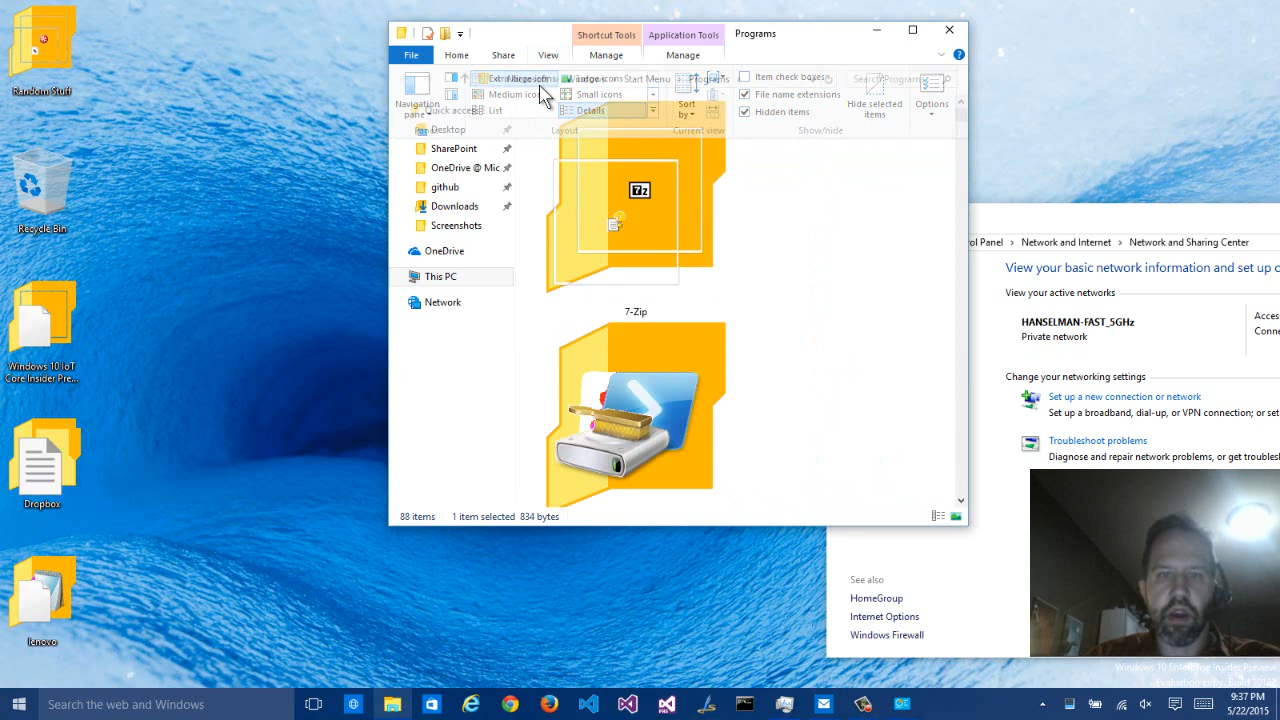 Random Stuff
Recycle Bin
Windows 10 IoT
Core Insider Pre...
Dropbox
lenovo
Shortcut Tools
Application Tools
Programs
File
Home
Share
View
Manage
Manage
Extra large icons
Large icons
Medium icons
Small icons
List
Details
Microsoft
Windows
Start Menu
Programs
Search Programs
Navigation
pane
Panes
Layout
Sort
by
Current view
Item check boxes
File name extensions
Hidden items
Show/hide
Hide selected
items
Options
Quick access
Desktop
SharePoint
OneDrive @ Mic
github
Downloads
Screenshots
OneDrive
This PC
Network
7z
7-Zip
88 items
1 item selected 834 bytes
ol Panel > Network and Internet > Network and Sharing Center
View your basic network information and set up c
View your active networks
HANSELMAN-FAST_5GHz
Private network
Acces
Conne
Change your networking settings
Set up a new connection or network
Set up a broadband, dial-up, or VPN connection; or set
Troubleshoot problems
Diagnose and repair network problems, or get troublesh
See also
HomeGroup
Internet Options
Windows Firewall
Windows 10 Enterprise Insider Preview
Search the web and Windows
9:37 PM
5/22/2015